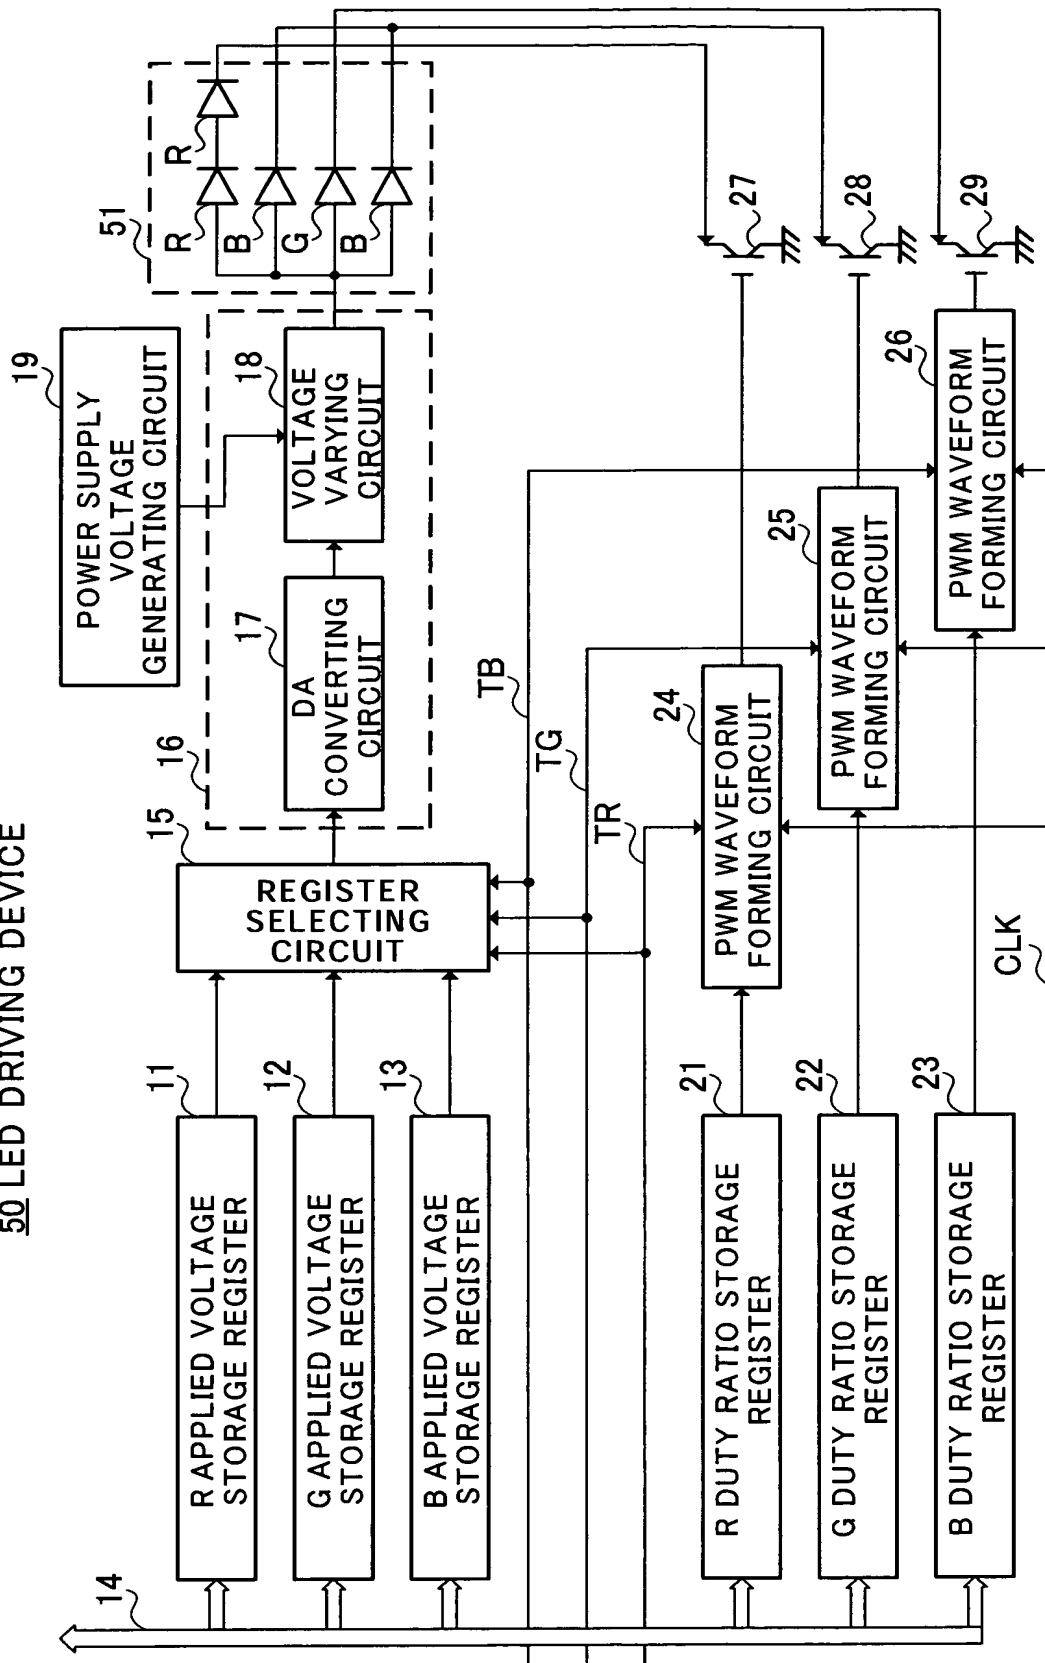 50 LED DRIVING DEVICE
14
R APPLIED VOLTAGE
STORAGE REGISTER
11
G APPLIED VOLTAGE
STORAGE REGISTER
12
B APPLIED VOLTAGE
STORAGE REGISTER
13
REGISTER
SELECTING
CIRCUIT
15
16
DA
CONVERTING
CIRCUIT
17
VOLTAGE
VARYING
CIRCUIT
18
POWER SUPPLY
VOLTAGE
GENERATING CIRCUIT
19
51
R
R
B
G
B
TB
TG
TR
R DUTY RATIO STORAGE
REGISTER
21
G DUTY RATIO STORAGE
REGISTER
22
B DUTY RATIO STORAGE
REGISTER
23
PWM WAVEFORM
FORMING CIRCUIT
24
PWM WAVEFORM
FORMING CIRCUIT
25
PWM WAVEFORM
FORMING CIRCUIT
26
27
28
29
CLK